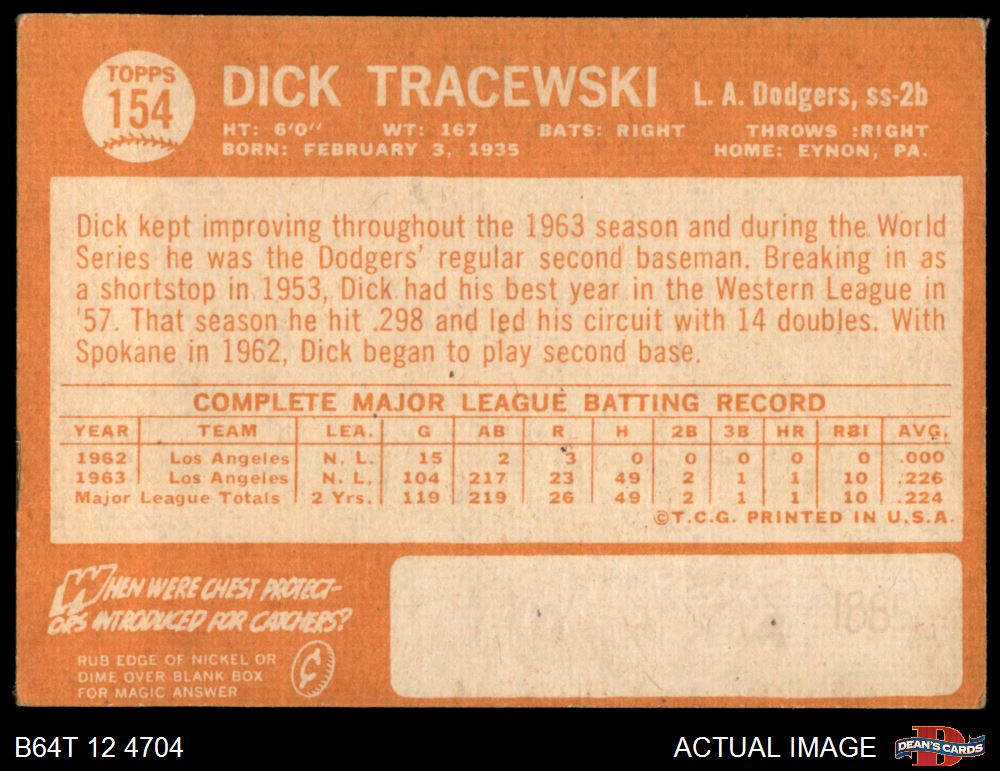 TOPPS
154
DICK TRACEWSKI L. A. Dodgers, ss-2b
HT: 6'0" WT: 167 BATS: RIGHT THROWS :RIGHT
BORN: FEBRUARY 3, 1935 HOME: EYNON, PA.
Dick kept improving throughout the 1963 season and during the World
Series he was the Dodgers' regular second baseman. Breaking in as
a shortstop in 1953, Dick had his best year in the Western League in
'57. That season he hit .298 and led his circuit with 14 doubles. With
Spokane in 1962, Dick began to play second base.
COMPLETE MAJOR LEAGUE BATTING RECORD
YEAR TEAM LEA. G AB R H 2B 3B HR RBI AVG.
1962 Los Angeles N. L. 15 2 3 0 0 0 0 0 .000
1963 Los Angeles N. L. 104 217 23 49 2 1 1 10 .226
Major League Totals 2 Yrs. 119 219 26 49 2 1 1 10 .224
©T.C.G. PRINTED IN U.S.A.
WHEN WERE CHEST PROTECT-
ORS INTRODUCED FOR CATCHERS?
RUB EDGE OF NICKEL OR
DIME OVER BLANK BOX
FOR MAGIC ANSWER
B64T 12 4704 ACTUAL IMAGE DEAN'S CARDS